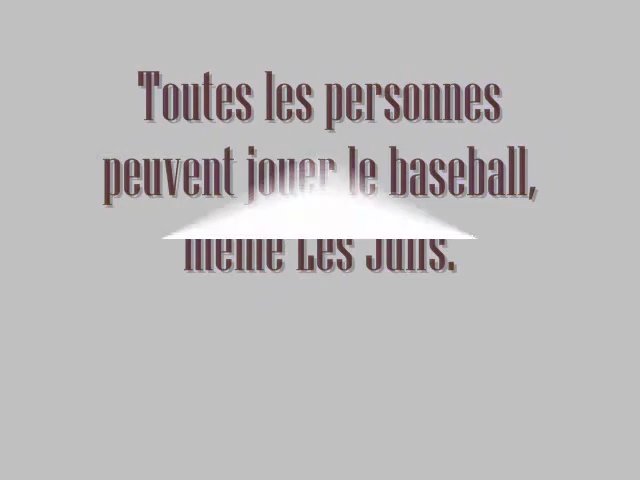 Toutes les personnes
peuvent jouer le baseball,
même Les Juifs.